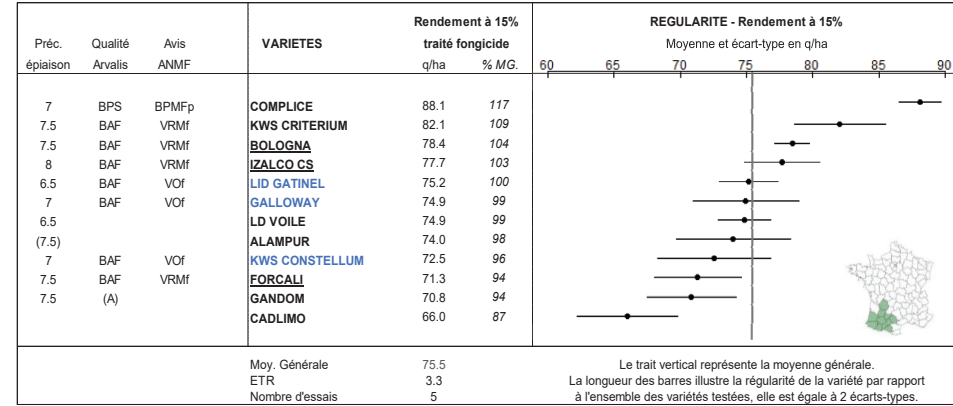 Rendement à 15% REGULARITE - Rendement à 15%
Préc. Qualité Avis VARIETES traité fongicide Moyenne et écart-type en q/ha
épiaison Arvalis ANMF q/ha % MG. 60 65 70 75 80 85 90
7 BPS BPMFp COMPLICE 88.1 117
7.5 BAF VRMf KWS CRITERIUM 82.1 109
7.5 BAF VRMf BOLOGNA 78.4 104
8 BAF VRMf IZALCO CS 77.7 103
6.5 BAF VOf LID GATINEL 75.2 100
7 BAF VOf GALLOWAY 74.9 99
6.5 LD VOILE 74.9 99
(7.5) ALAMPUR 74.0 98
7 BAF VOf KWS CONSTELLUM 72.5 96
7.5 BAF VRMf FORCALI 71.3 94
7.5 (A) GANDOM 70.8 94
CADLIMO 66.0 87
Moy. Générale 75.5 Le trait vertical représente la moyenne générale.
ETR 3.3 La longueur des barres illustre la régularité de la variété par rapport
Nombre d'essais 5 à l'ensemble des variétés testées, elle est égale à 2 écarts-types.